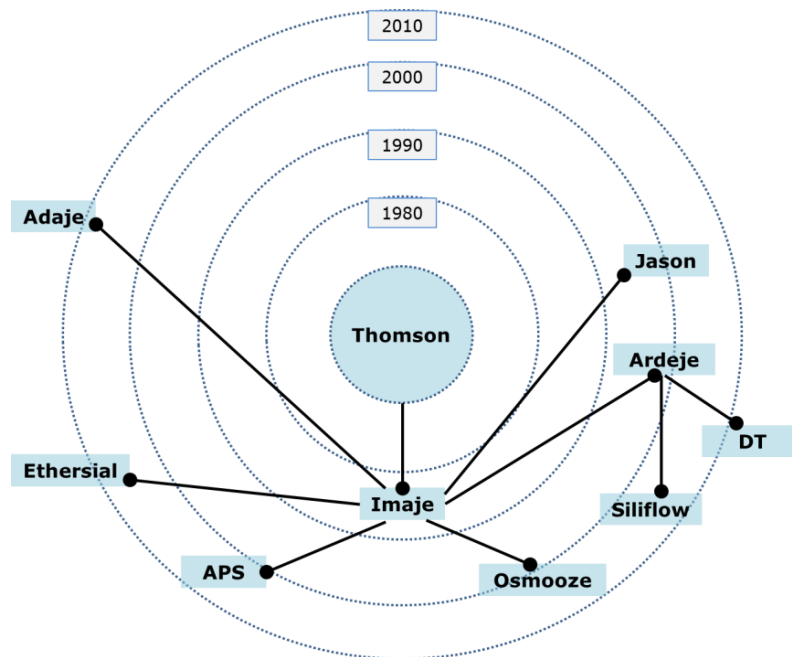 2010
2000
1990
1980
Adaje
Jason
Thomson
Ardeje
DT
Ethersial
Imaje
Siliflow
APS
Osmooze